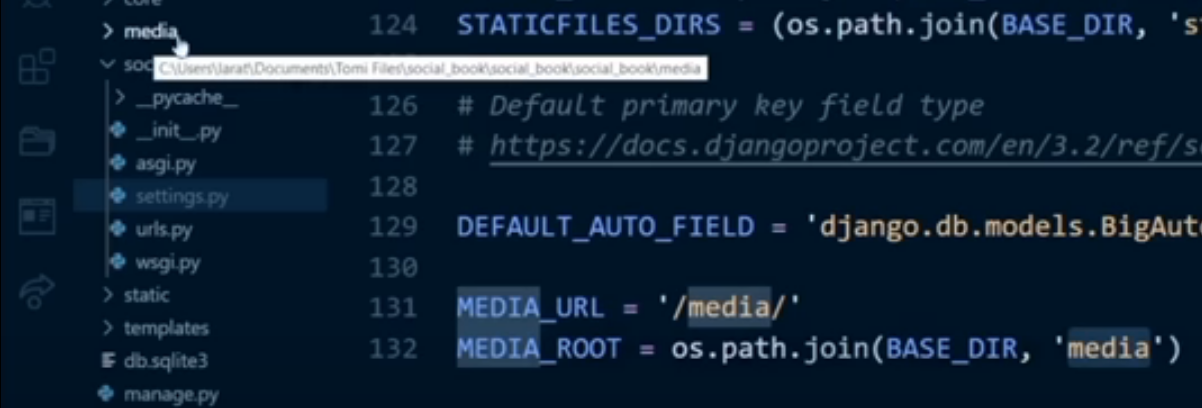 core
media
C:\Users\larat\Documents\Tomi Files\social_book\social_book\social_book\media
__pycache__
__init__.py
asgi.py
settings.py
urls.py
wsgi.py
static
templates
db.sqlite3
manage.py
124 STATICFILES_DIRS = (os.path.join(BASE_DIR, 's
126 # Default primary key field type
127 # https://docs.djangoproject.com/en/3.2/ref/s
128
129 DEFAULT_AUTO_FIELD = 'django.db.models.BigAut
130
131 MEDIA_URL = '/media/'
132 MEDIA_ROOT = os.path.join(BASE_DIR, 'media')